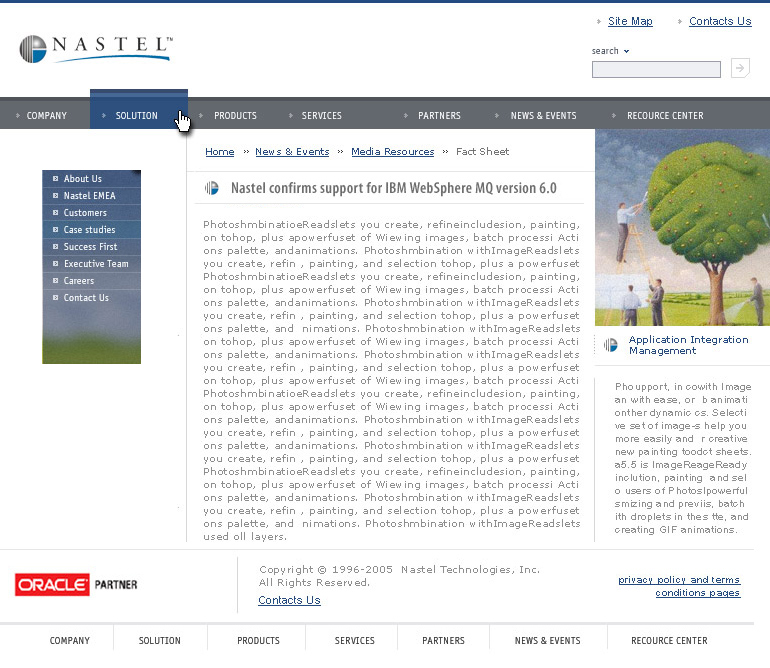 Site Map Contacts Us
NASTEL™
search
COMPANY SOLUTION PRODUCTS SERVICES PARTNERS NEWS & EVENTS RECOURCE CENTER
Home » News & Events » Media Resources » Fact Sheet
About Us
Nastel EMEA
Customers
Case studies
Success First
Executive Team
Careers
Contact Us
Nastel confirms support for IBM WebSphere MQ version 6.0
PhotoshmbinatioeReadslets you create, refineincludesion, painting,
on tohop, plus apowerfuset of Wiewing images, batch processi Acti
ons palette, andanimations. Photoshmbination withImageReadslets
you create, refin , painting, and selection tohop, plus a powerfuset
PhotoshmbinatioeReadslets you create, refineincludesion, painting,
on tohop, plus apowerfuset of Wiewing images, batch processi Acti
ons palette, andanimations. Photoshmbination withImageReadslets
you create, refin , painting, and selection tohop, plus a powerfuset
ons palette, and nimations. Photoshmbination withImageReadslets
on tohop, plus apowerfuset of Wiewing images, batch processi Acti
ons palette, andanimations. Photoshmbination withImageReadslets
you create, refin , painting, and selection tohop, plus a powerfuset
on tohop, plus apowerfuset of Wiewing images, batch processi Acti
PhotoshmbinatioeReadslets you create, refineincludesion, painting,
on tohop, plus apowerfuset of Wiewing images, batch processi Acti
ons palette, andanimations. Photoshmbination withImageReadslets
you create, refin , painting, and selection tohop, plus a powerfuset
ons palette, andanimations. Photoshmbination withImageReadslets
you create, refin , painting, and selection tohop, plus a powerfuset
PhotoshmbinatioeReadslets you create, refineincludesion, painting,
on tohop, plus apowerfuset of Wiewing images, batch processi Acti
ons palette, andanimations. Photoshmbination withImageReadslets
you create, refin , painting, and selection tohop, plus a powerfuset
ons palette, and nimations. Photoshmbination withImageReadslets
used oll layers.
Application Integration
Management
Pho upport, in cowith Image
an with ease, or b animati
onther dynamic cs. Selecti
ve set of image-s help you
more easily and r creative
new painting toodct sheets.
a5.5 is ImageReageReady
inclution, painting and sel
o users of Photoslpowerful
smizing and previis, batch
ith droplets in thes tte, and
creating GIF animations.
ORACLE PARTNER
Copyright © 1996-2005 Nastel Technologies, Inc.
All Rights Reserved.
Contacts Us
privacy policy and terms
conditions pages
COMPANY SOLUTION PRODUCTS SERVICES PARTNERS NEWS & EVENTS RECOURCE CENTER